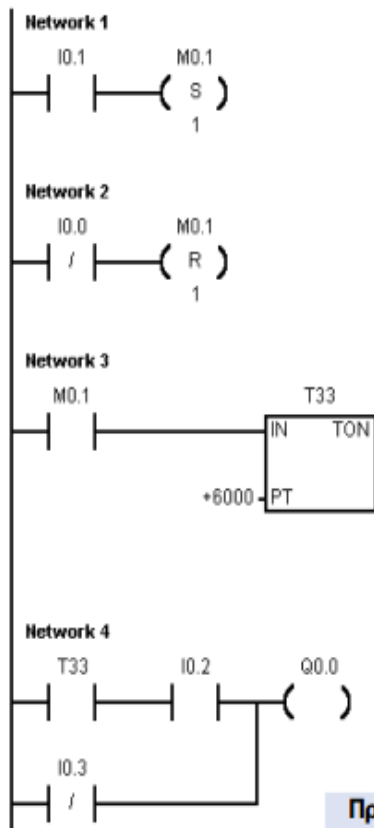 Network 1
I0.1 M0.1
S
1
Network 2
I0.0 M0.1
/ R
1
Network 3
M0.1 T33
IN TON
+6000 PT
Network 4
T33 I0.2 Q0.0
I0.3
/
Πρ